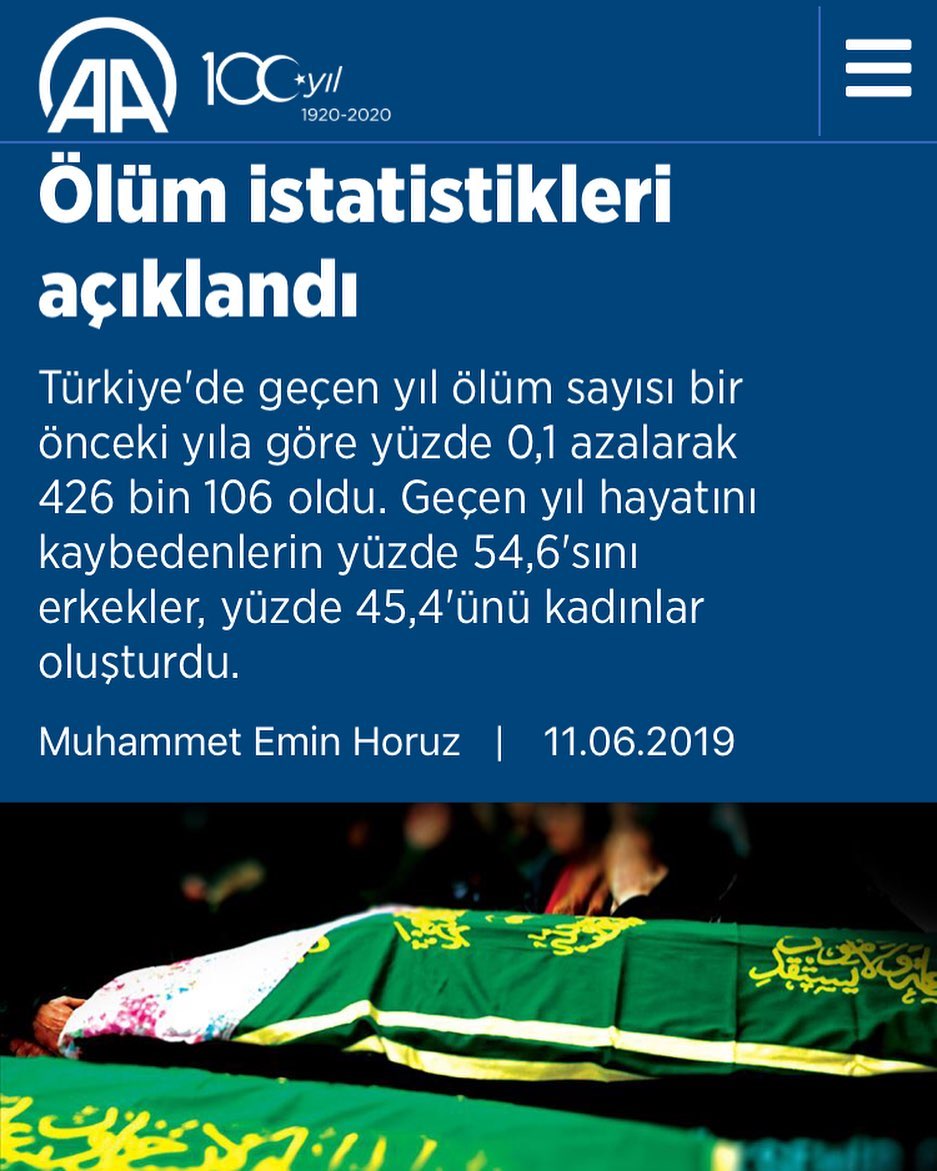 AA 100 yıl
1920-2020
Ölüm istatistikleri
açıklandı
Türkiye'de geçen yıl ölüm sayısı bir
önceki yıla göre yüzde 0,1 azalarak
426 bin 106 oldu. Geçen yıl hayatını
kaybedenlerin yüzde 54,6'sını
erkekler, yüzde 45,4'ünü kadınlar
oluşturdu.
Muhammet Emin Horuz | 11.06.2019